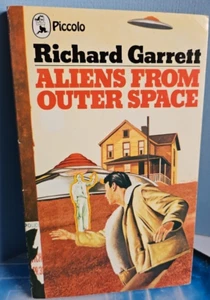 Piccolo
Richard Garrett
ALIENS FROM
OUTER SPACE